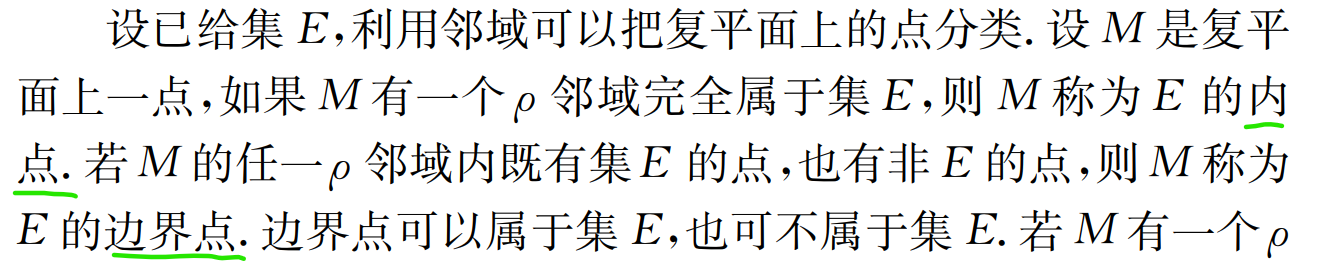 设已给集 E,利用邻域可以把复平面上的点分类. 设 M 是复平
面上一点,如果 M 有一个 ρ 邻域完全属于集 E,则 M 称为 E 的内
点. 若 M 的任一 ρ 邻域内既有集 E 的点,也有非 E 的点,则 M 称为
E 的边界点. 边界点可以属于集 E,也可不属于集 E. 若 M 有一个 ρ